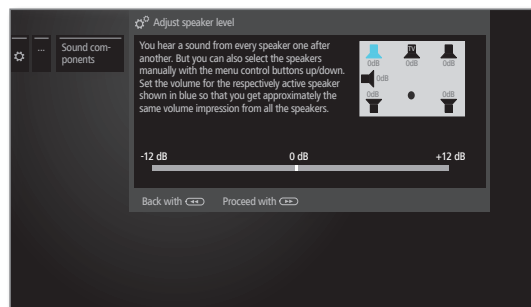 Adjust speaker level
...
Sound com-
ponents
You hear a sound from every speaker one after
another. But you can also select the speakers
manually with the menu control buttons up/down.
Set the volume for the respectively active speaker
shown in blue so that you get approximately the
same volume impression from all the speakers.
TV
0dB 0dB 0dB
0dB
0dB 0dB
-12 dB 0 dB +12 dB
Back with Proceed with